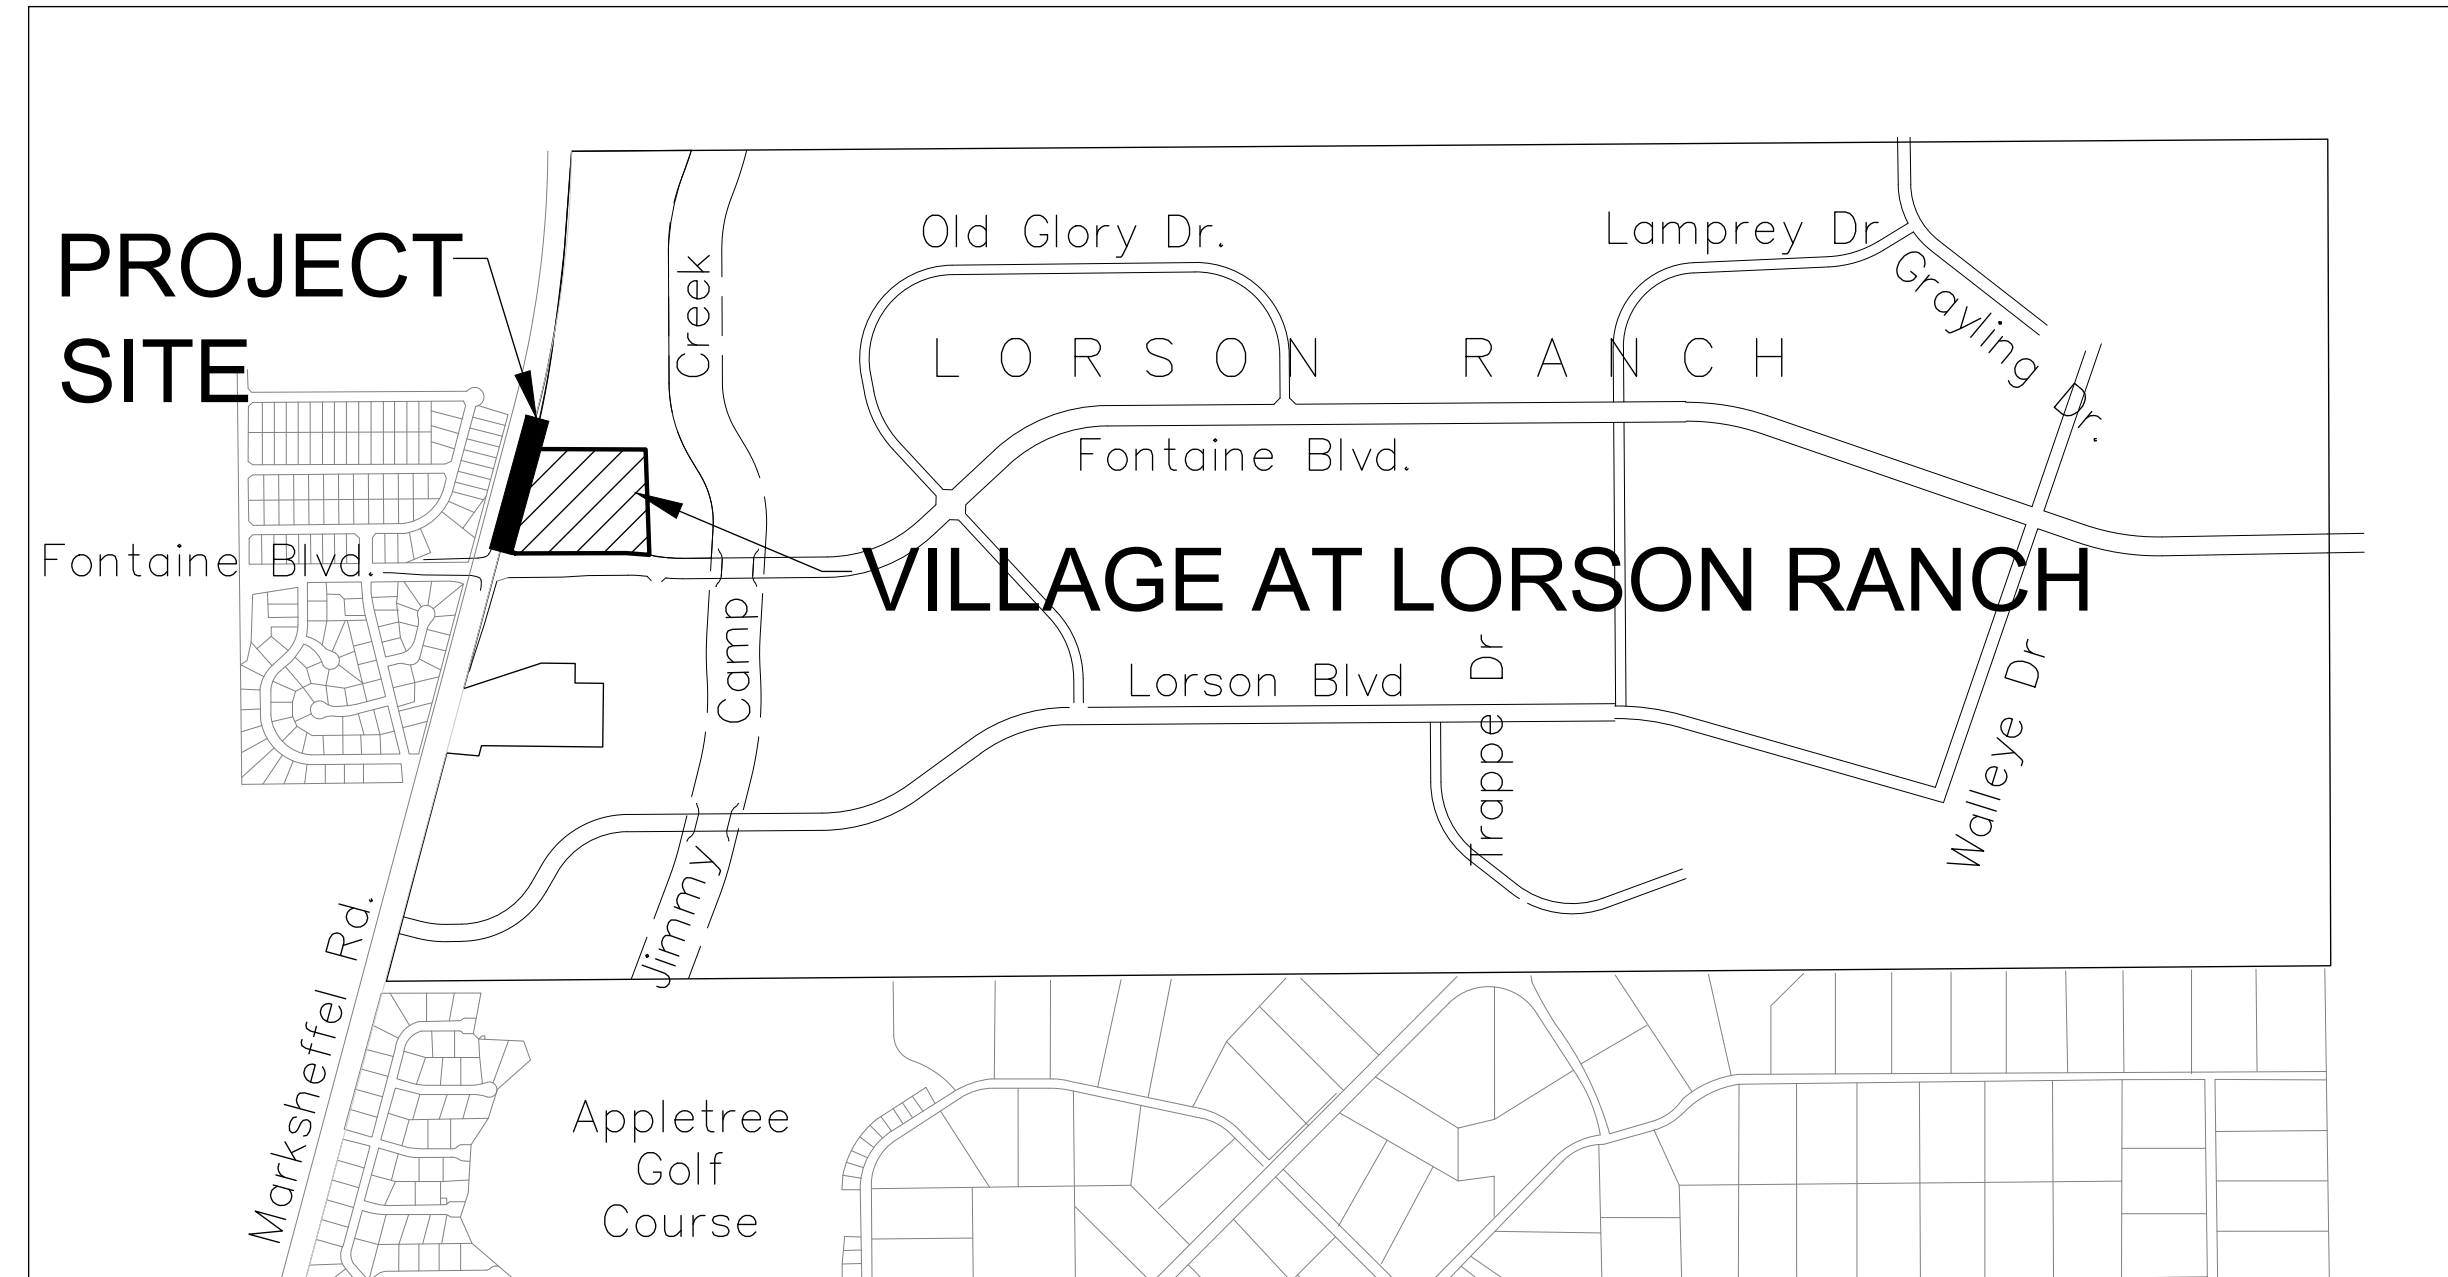 PROJECT
SITE
Old Glory Dr.
Lamprey Dr
Grayling Dr.
Creek
LORSON RANCH
Fontaine Blvd.
Fontaine Blvd.
VILLAGE AT LORSON RANCH
Camp
Lorson Blvd
Trappe Dr
Walleye Dr
Jimmy
Marksheffel Rd.
Appletree
Golf
Course